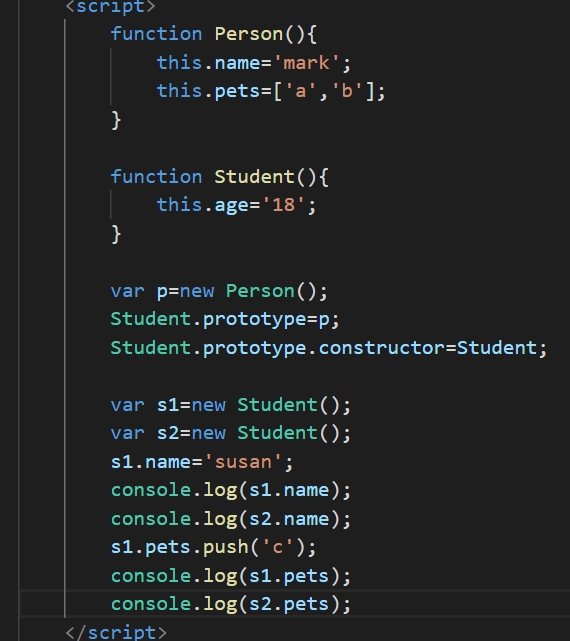 <script>
function Person(){
this.name='mark';
this.pets=['a','b'];
}
function Student(){
this.age='18';
}
var p=new Person();
Student.prototype=p;
Student.prototype.constructor=Student;
var s1=new Student();
var s2=new Student();
s1.name='susan';
console.log(s1.name);
console.log(s2.name);
s1.pets.push('c');
console.log(s1.pets);
console.log(s2.pets);
</script>